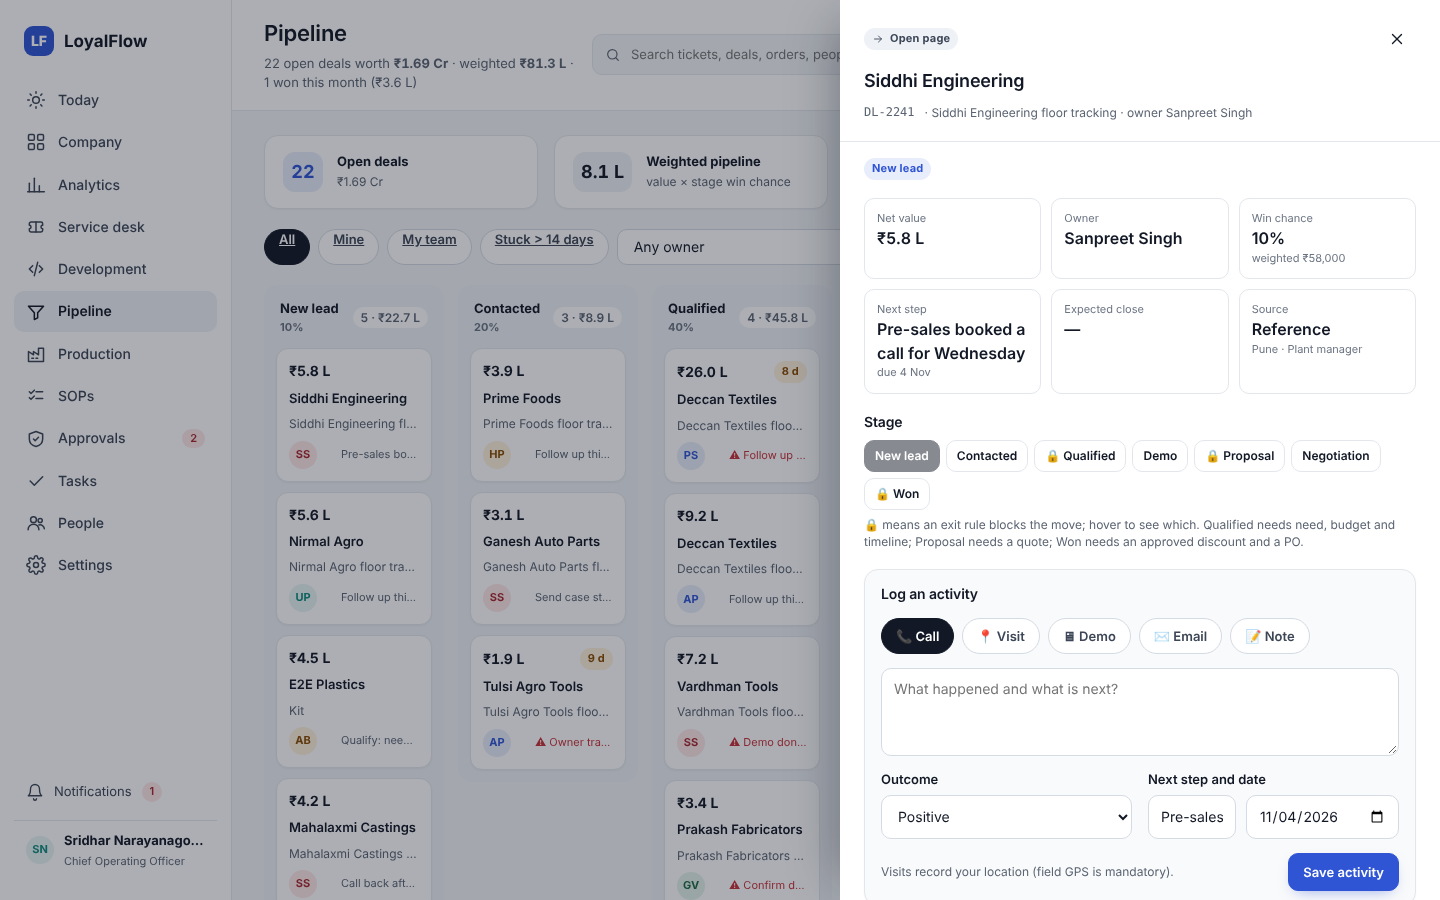 LF LoyalFlow
Today
Company
Analytics
Service desk
Development
Pipeline
Production
SOPs
Approvals 2
Tasks
People
Settings
Notifications 1
SN Sridhar Narayanago...
Chief Operating Officer
Pipeline
22 open deals worth ₹1.69 Cr · weighted ₹81.3 L ·
1 won this month (₹3.6 L)
Search tickets, deals, orders, peop
22 Open deals
₹1.69 Cr
8.1 L Weighted pipeline
value × stage win chance
All Mine My team Stuck > 14 days Any owner
New lead 5 · ₹22.7 L
10%
₹5.8 L
Siddhi Engineering
Siddhi Engineering fl...
SS Pre-sales bo...
₹5.6 L
Nirmal Agro
Nirmal Agro floor tra...
UP Follow up thi...
₹4.5 L
E2E Plastics
Kit
AB Qualify: nee...
₹4.2 L
Mahalaxmi Castings
Mahalaxmi Castings ...
SS Call back aft...
Contacted 3 · ₹8.9 L
20%
₹3.9 L
Prime Foods
Prime Foods floor tra...
HP Follow up thi...
₹3.1 L
Ganesh Auto Parts
Ganesh Auto Parts fl...
SS Send case st...
₹1.9 L 9 d
Tulsi Agro Tools
Tulsi Agro Tools floo...
AP ⚠ Owner tra...
Qualified 4 · ₹45.8 L
40%
₹26.0 L 8 d
Deccan Textiles
Deccan Textiles floo...
PS ⚠ Follow up ...
₹9.2 L
Deccan Textiles
Deccan Textiles floo...
AP Follow up thi...
₹7.2 L
Vardhman Tools
Vardhman Tools floo...
SS ⚠ Demo don...
₹3.4 L
Prakash Fabricators
Prakash Fabricators ...
GV ⚠ Confirm d...
→ Open page
Siddhi Engineering
DL-2241 · Siddhi Engineering floor tracking · owner Sanpreet Singh
New lead
Net value
₹5.8 L
Owner
Sanpreet Singh
Win chance
10%
weighted ₹58,000
Next step
Pre-sales booked a
call for Wednesday
due 4 Nov
Expected close
—
Source
Reference
Pune · Plant manager
Stage
New lead Contacted 🔒 Qualified Demo 🔒 Proposal Negotiation
🔒 Won
🔒 means an exit rule blocks the move; hover to see which. Qualified needs need, budget and
timeline; Proposal needs a quote; Won needs an approved discount and a PO.
Log an activity
📞 Call 📍 Visit 🖥 Demo ✉️ Email 📝 Note
What happened and what is next?
Outcome
Positive
Next step and date
Pre-sales 11/04/2026
Visits record your location (field GPS is mandatory).
Save activity